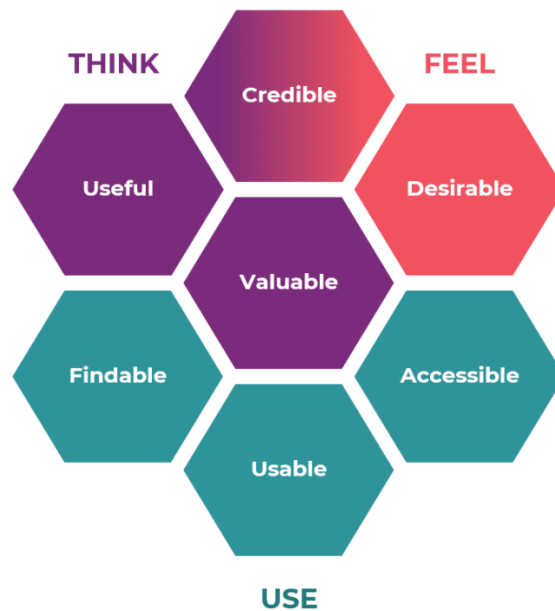 THINK
FEEL
Credible
Useful
Desirable
Valuable
Findable
Accessible
Usable
USE